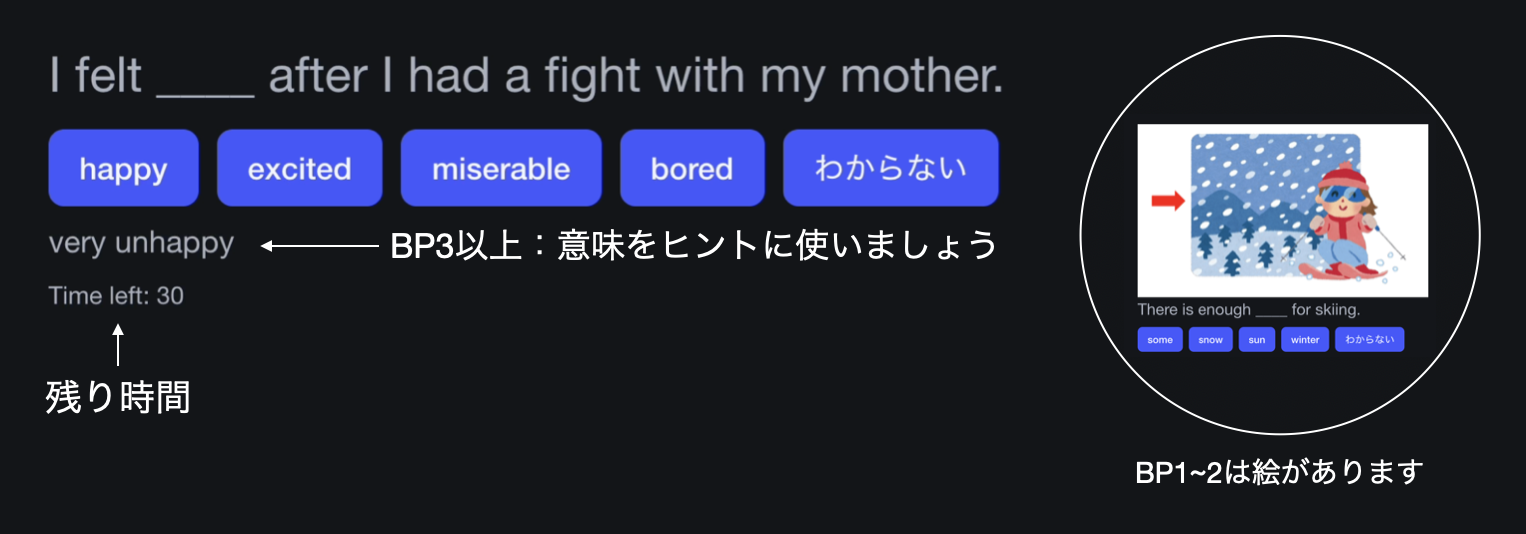 I felt ____ after I had a fight with my mother.
happy excited miserable bored わからない
very unhappy
BP3以上：意味をヒントに使いましょう
Time left: 30
残り時間
There is enough ____ for skiing.
some snow sun winter わからない
BP1~2は絵があります